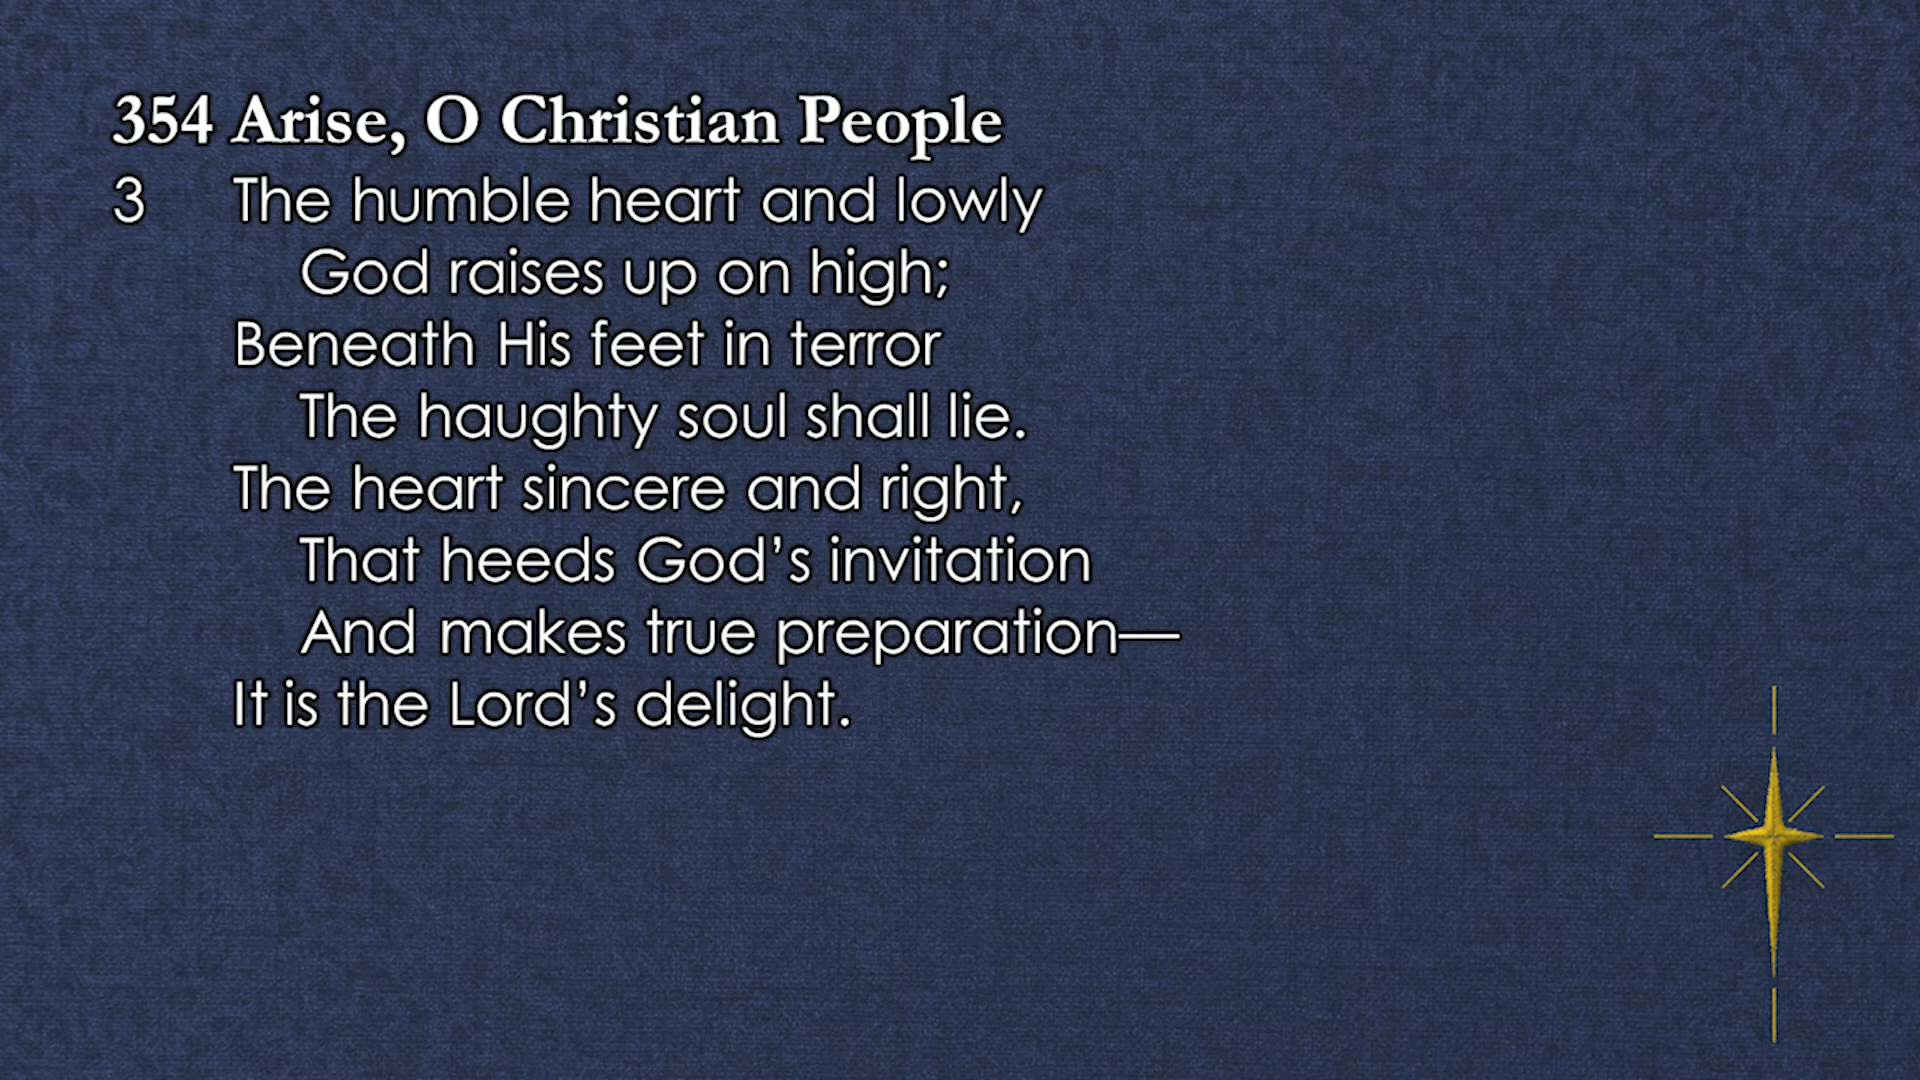 354 Arise, O Christian People
3 The humble heart and lowly
God raises up on high;
Beneath His feet in terror
The haughty soul shall lie.
The heart sincere and right,
That heeds God’s invitation
And makes true preparation—
It is the Lord’s delight.